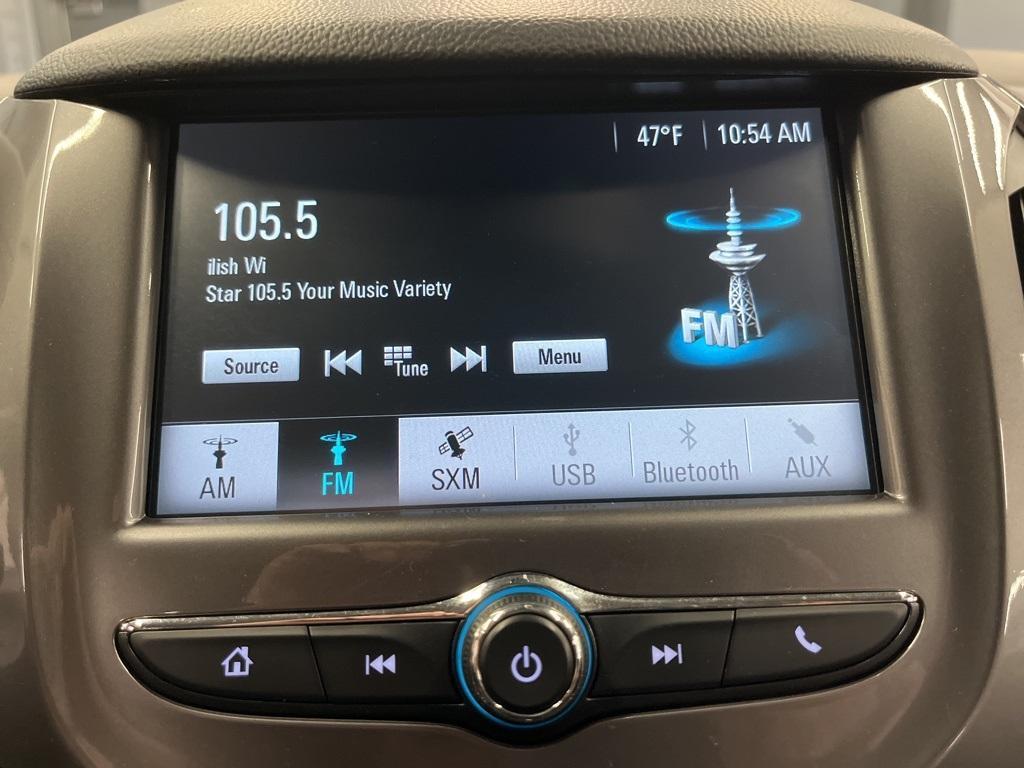 47°F 10:54 AM
105.5
ilish Wi
Star 105.5 Your Music Variety
FM
Source Tune Menu
AM FM SXM USB Bluetooth AUX